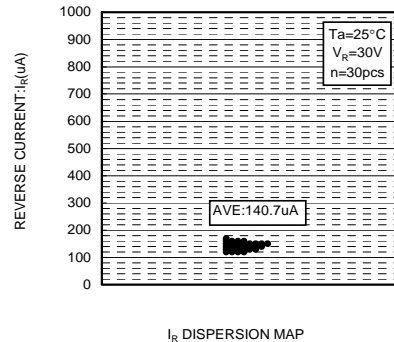 1000
900
800
700
600
500
400
300
200
100
0
REVERSE CURRENT:IR(uA)
Ta=25°C
VR=30V
n=30pcs
AVE:140.7uA
IR DISPERSION MAP